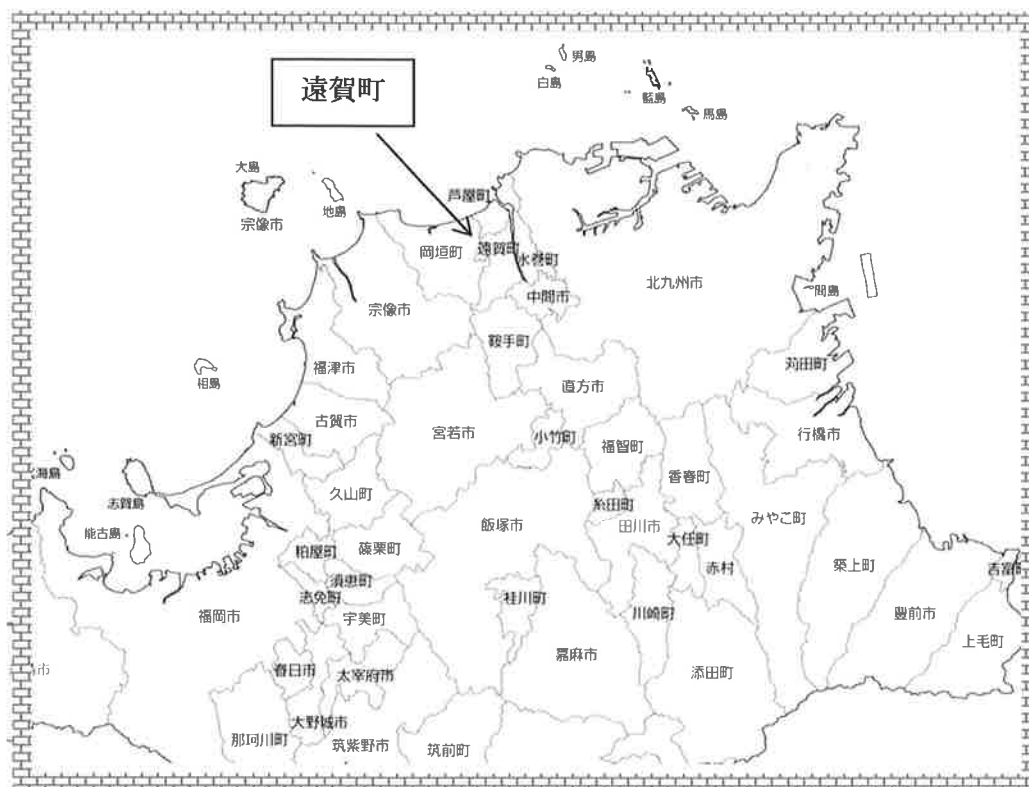 男島
白島
藍島
馬島
遠賀町
大島
宗像市
地島
芦屋町
岡垣町
遠賀町
水巻町
中間市
北九州市
間島
宗像市
鞍手町
苅田町
福津市
直方市
相島
古賀市
新宮町
宮若市
小竹町
福智町
行橋市
香春町
海島
志賀島
久山町
糸田町
みやこ町
能古島
飯塚市
田川市
大任町
粕屋町
篠栗町
赤村
築上町
吉富
須恵町
志免町
桂川町
川崎町
福岡市
宇美町
豊前市
上毛町
嘉麻市
添田町
市
春日市
太宰府市
大野城市
那珂川町
筑紫野市
筑前町